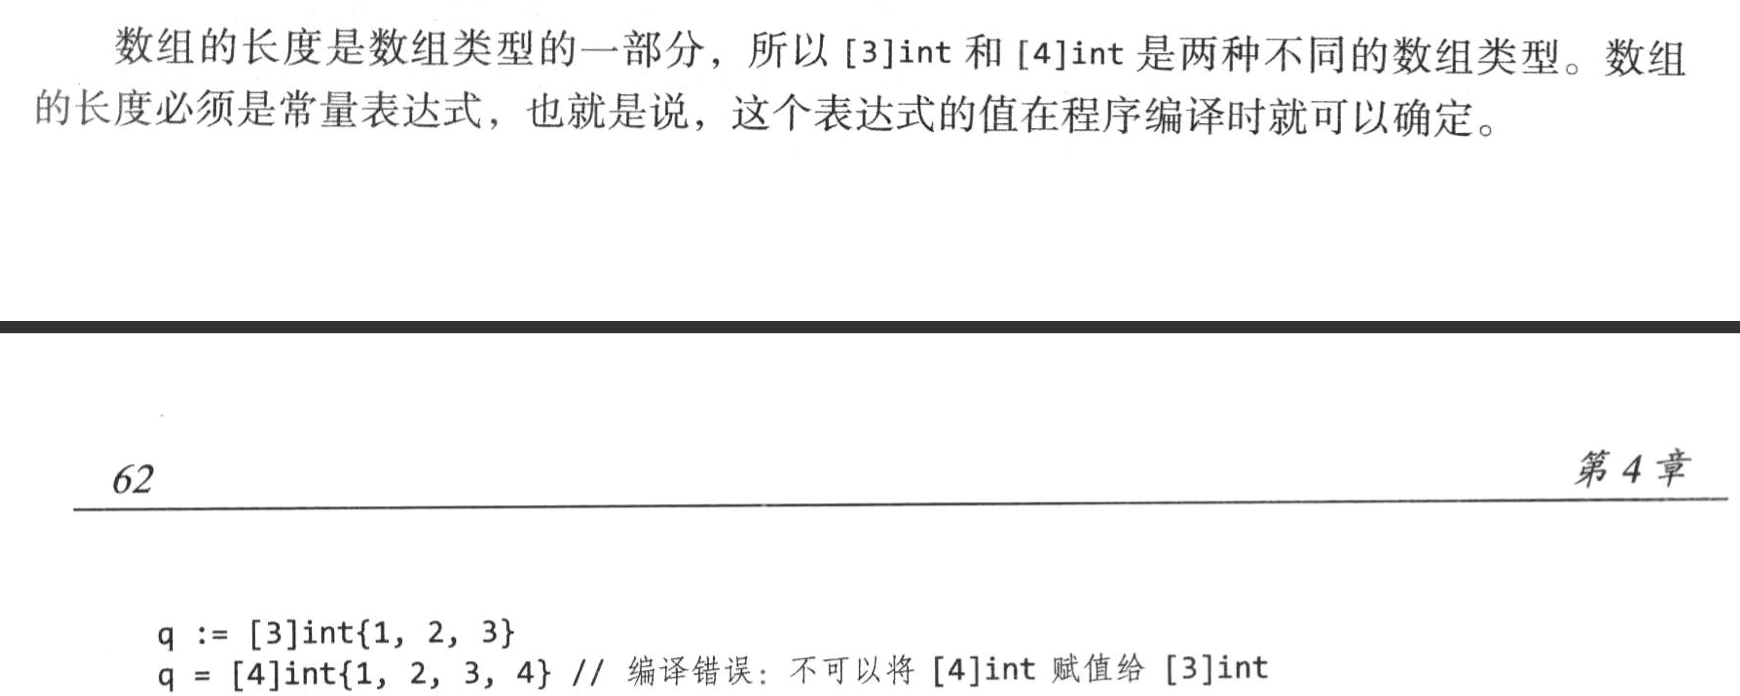 数组的长度是数组类型的一部分，所以 [3]int 和 [4]int 是两种不同的数组类型。数组
的长度必须是常量表达式，也就是说，这个表达式的值在程序编译时就可以确定。
62
第 4 章
q := [3]int{1, 2, 3}
q = [4]int{1, 2, 3, 4} // 编译错误：不可以将 [4]int 赋值给 [3]int